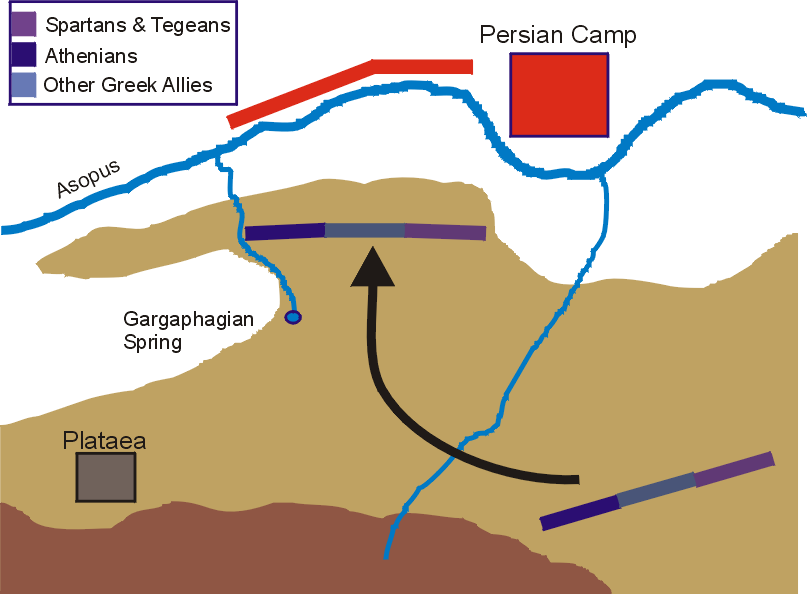 Spartans & Tegeans
Athenians
Other Greek Allies
Persian Camp
Asopus
Gargaphagian
Spring
Plataea